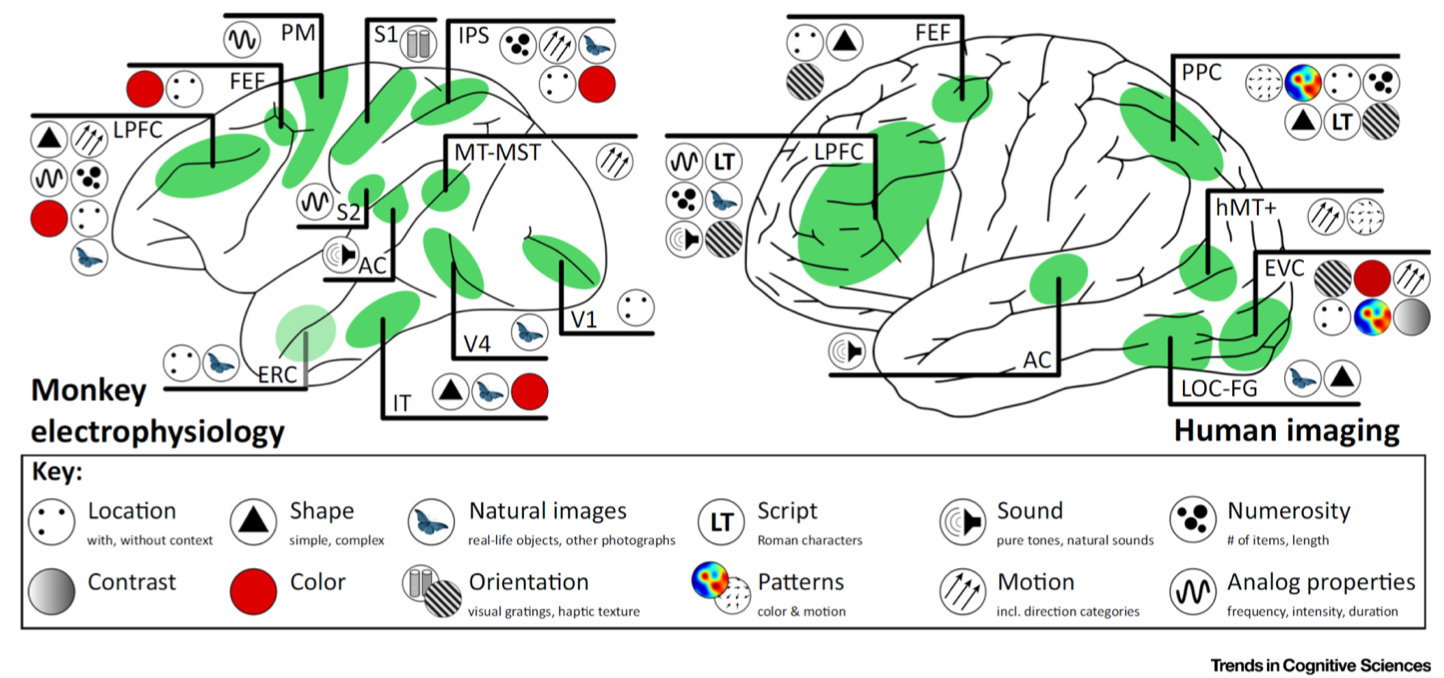 PM
S1
IPS
FEF
LPFC
MT-MST
S2
AC
V1
V4
ERC
IT
Monkey
electrophysiology
FEF
PPC
LPFC
hMT+
EVC
AC
LOC-FG
LT
LT
Human imaging
Key:
Location
with, without context
Shape
simple, complex
Natural images
real-life objects, other photographs
LT
Script
Roman characters
Sound
pure tones, natural sounds
Numerosity
# of items, length
Contrast
Color
Orientation
visual gratings, haptic texture
Patterns
color & motion
Motion
incl. direction categories
Analog properties
frequency, intensity, duration
Trends in Cognitive Sciences